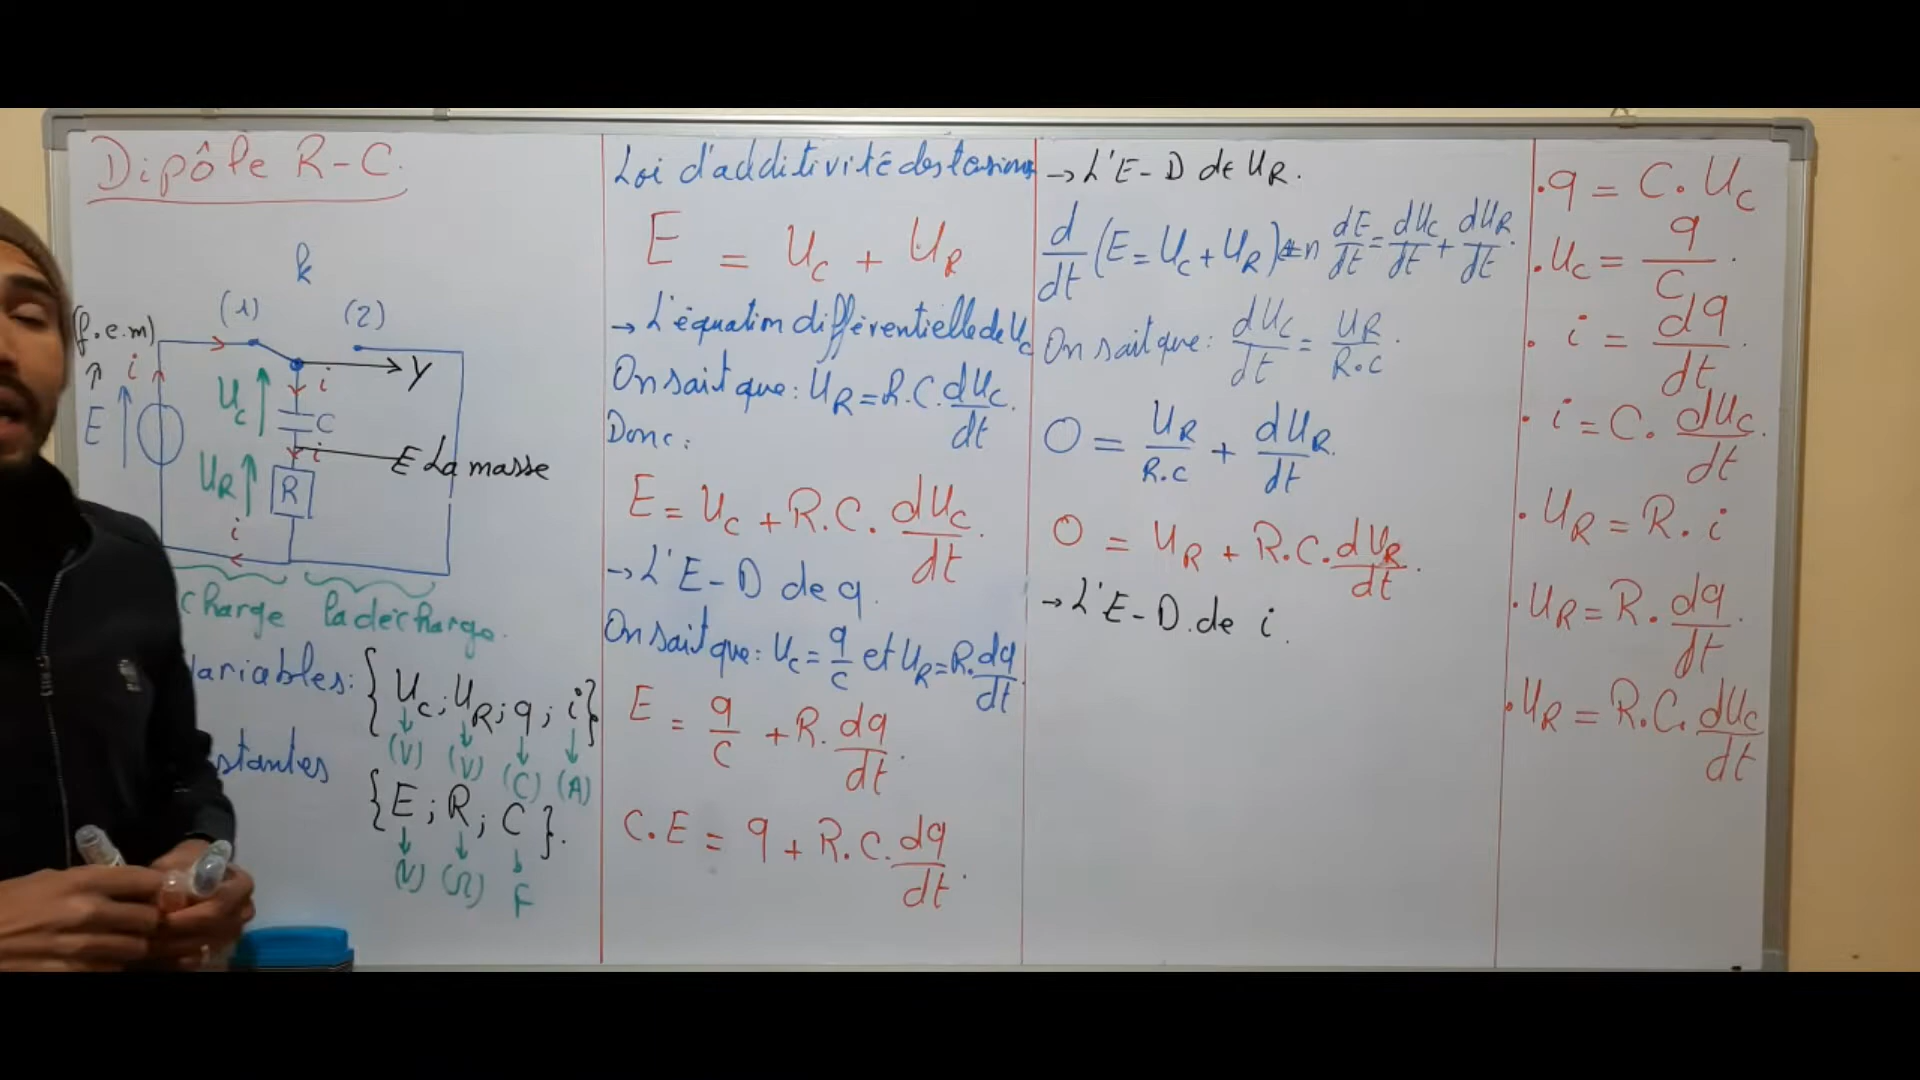 Dipôle R-C.
k
(1) (2)
(f.e.m)
i
Y
E
Uc
i
C
i
E La masse
UR
R
i
charge la décharge.
variables: {Uc; UR; q; i}
(V) (V) (C) (A)
stantes
{E; R; C}.
(V) (Ω) F
Loi d'additivité des tensions
E = Uc + UR
→ L'équation différentielle de Uc
On sait que: UR = R.C. dUc/dt.
Donc:
E = Uc + R.C. dUc/dt.
→ L'E-D de q.
On sait que: Uc = q/C et UR = R. dq/dt.
E = q/C + R. dq/dt.
C.E = q + R.C. dq/dt.
→ L'E-D de UR.
d/dt (E = Uc + UR) dE/dt = dUc/dt + dUR/dt.
On sait que: dUc/dt = UR/R.C.
O = UR/R.C + dUR/dt.
O = UR + R.C. dUR/dt.
→ L'E-D. de i.
. q = C. Uc
. Uc = q/C.
. i = dq/dt.
. i = C. dUc/dt.
. UR = R. i
. UR = R. dq/dt.
. UR = R.C. dUc/dt